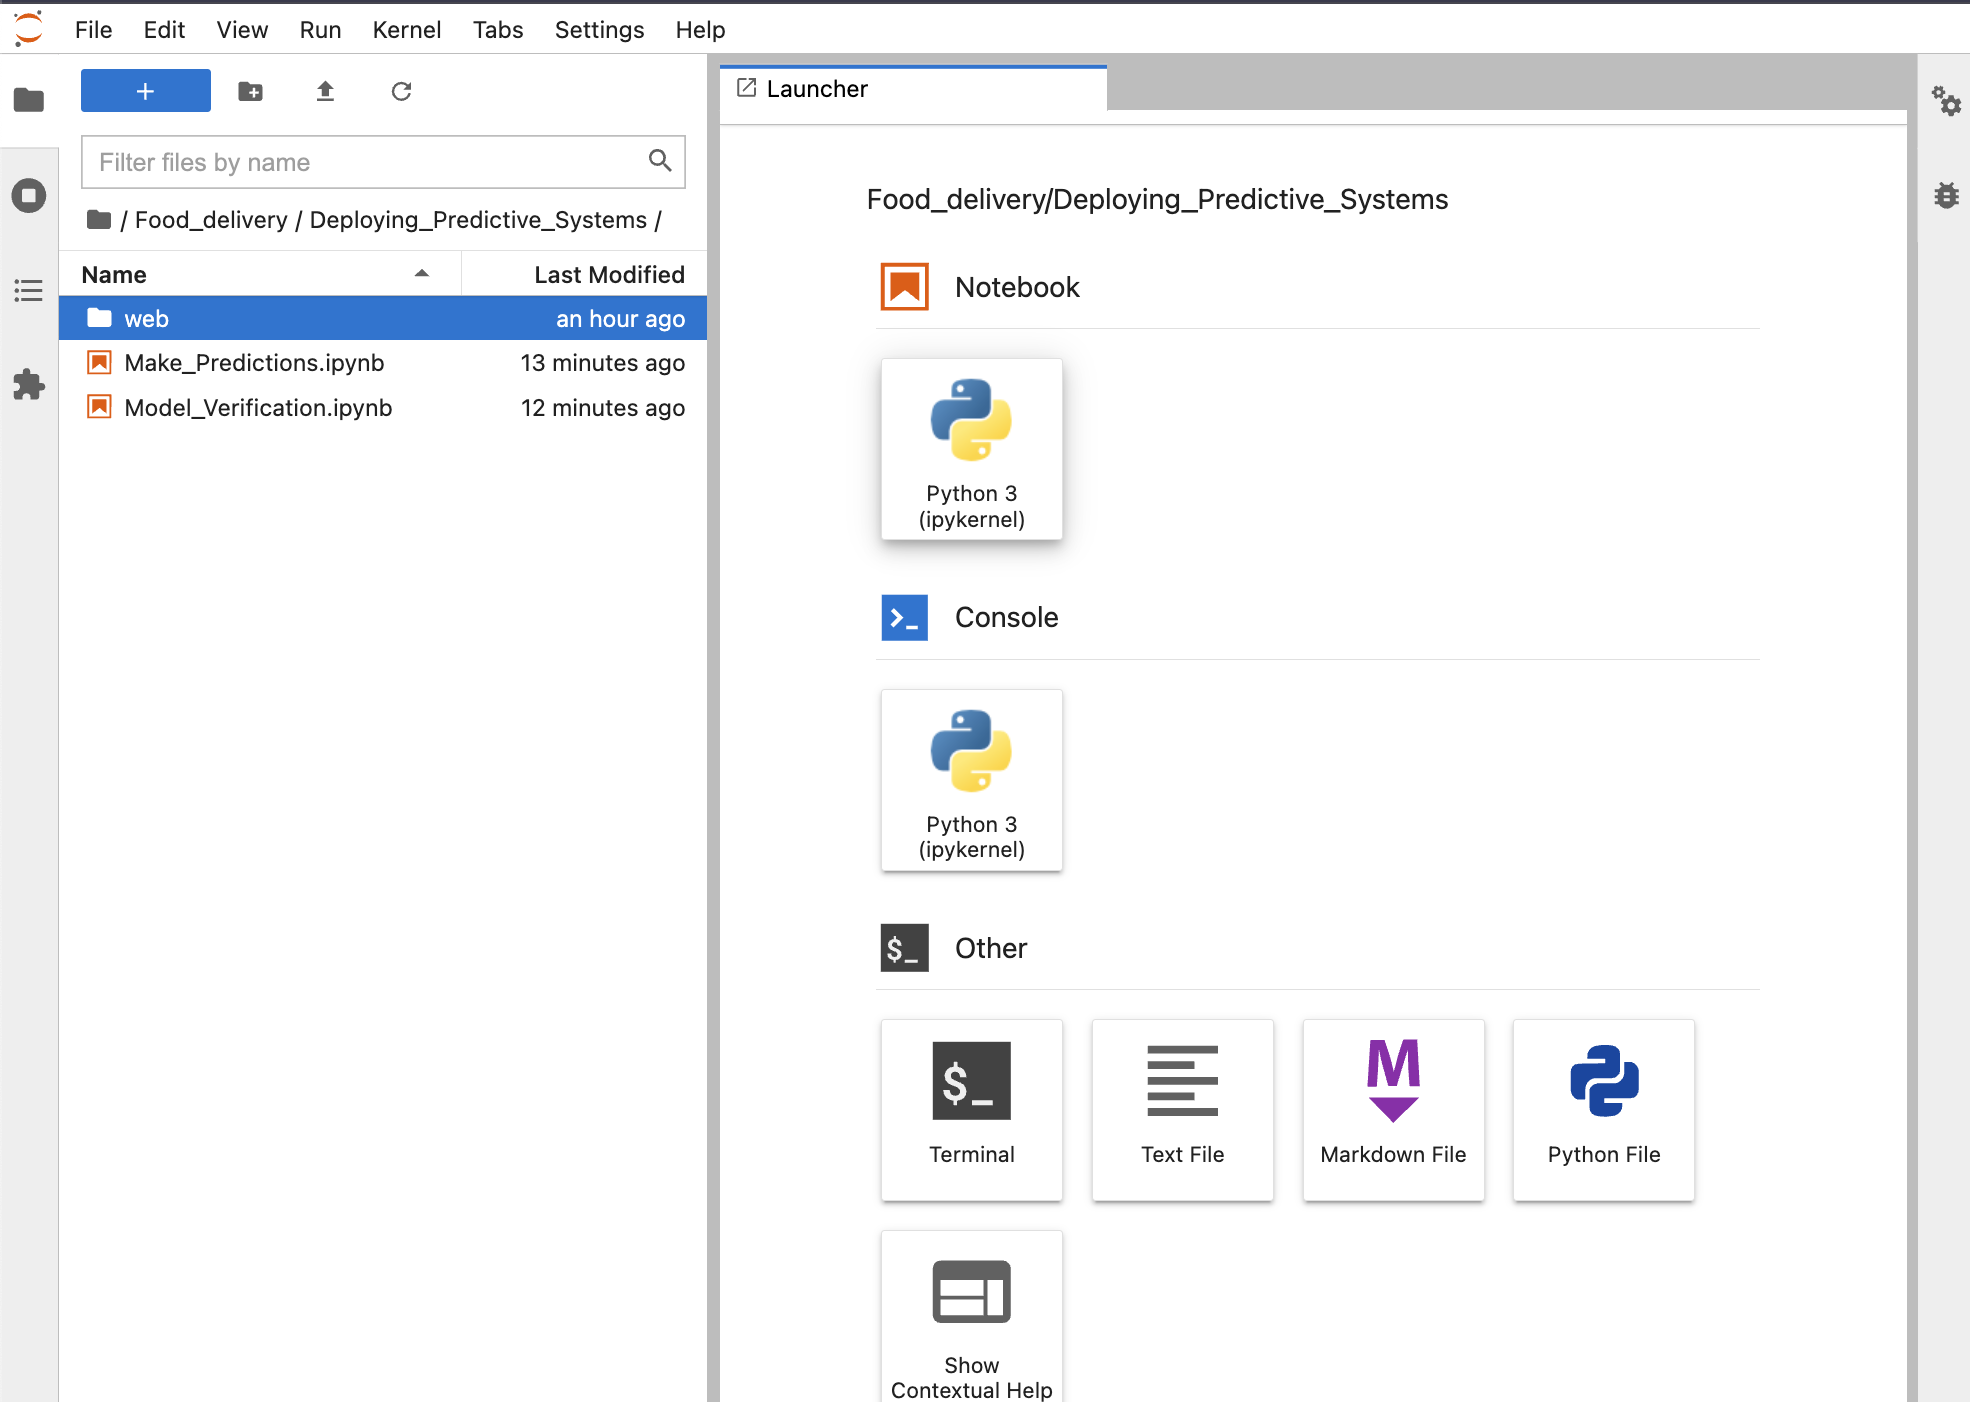 File Edit View Run Kernel Tabs Settings Help
+
Filter files by name
/ Food_delivery / Deploying_Predictive_Systems /
Name Last Modified
web an hour ago
Make_Predictions.ipynb 13 minutes ago
Model_Verification.ipynb 12 minutes ago
Launcher
Food_delivery/Deploying_Predictive_Systems
Notebook
Python 3
(ipykernel)
>_ Console
Python 3
(ipykernel)
$_ Other
$_
M
Terminal Text File Markdown File Python File
Show
Contextual Help